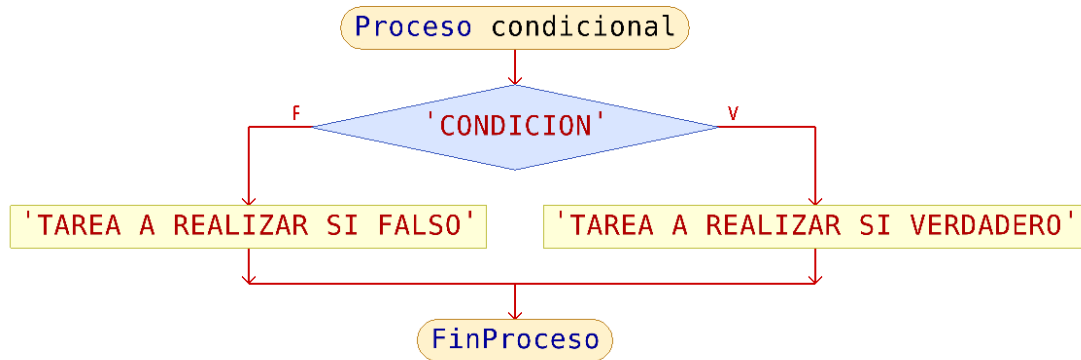 Proceso condicional
F
V
'CONDICION'
'TAREA A REALIZAR SI FALSO'
'TAREA A REALIZAR SI VERDADERO'
FinProceso